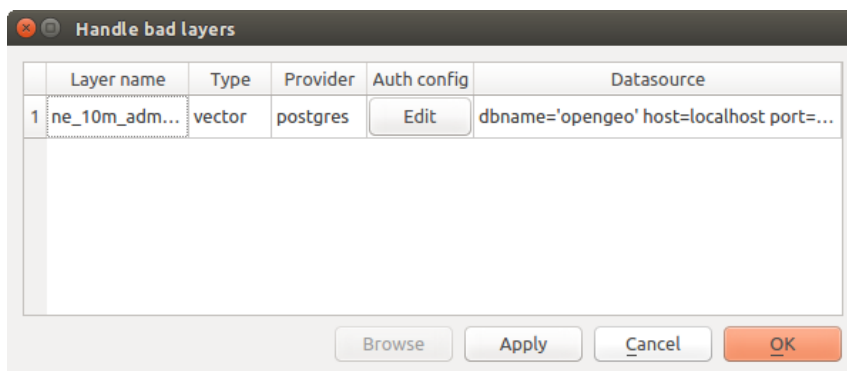 Handle bad layers
Layer name Type Provider Auth config Datasource
1 ne_10m_adm... vector postgres Edit dbname='opengeo' host=localhost port=...
Browse Apply Cancel OK